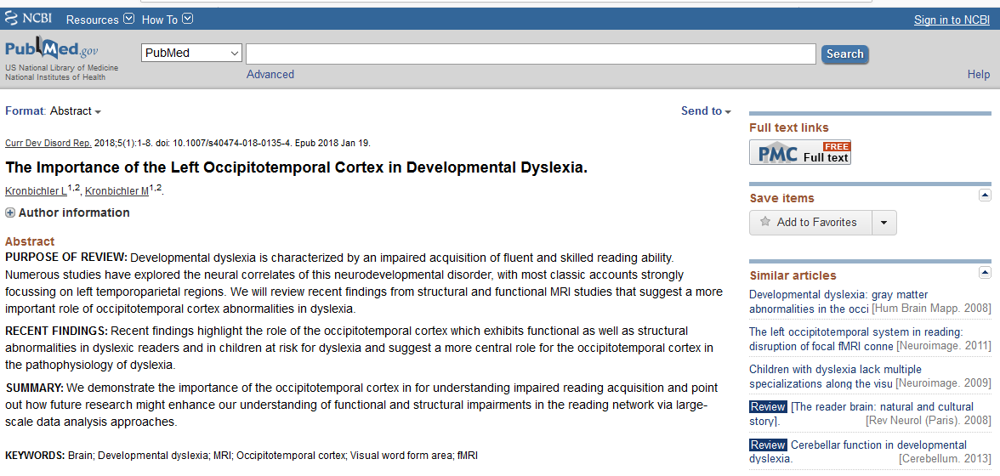 NCBI Resources How To Sign in to NCBI
PubMed.gov
US National Library of Medicine
National Institutes of Health
PubMed
Search
Advanced
Help
Format: Abstract
Send to
Curr Dev Disord Rep. 2018;5(1):1-8. doi: 10.1007/s40474-018-0135-4. Epub 2018 Jan 19.
The Importance of the Left Occipitotemporal Cortex in Developmental Dyslexia.
Kronbichler L1,2, Kronbichler M1,2.
Author information
Abstract
PURPOSE OF REVIEW: Developmental dyslexia is characterized by an impaired acquisition of fluent and skilled reading ability.
Numerous studies have explored the neural correlates of this neurodevelopmental disorder, with most classic accounts strongly
focussing on left temporoparietal regions. We will review recent findings from structural and functional MRI studies that suggest a more
important role of occipitotemporal cortex abnormalities in dyslexia.
RECENT FINDINGS: Recent findings highlight the role of the occipitotemporal cortex which exhibits functional as well as structural
abnormalities in dyslexic readers and in children at risk for dyslexia and suggest a more central role for the occipitotemporal cortex in
the pathophysiology of dyslexia.
SUMMARY: We demonstrate the importance of the occipitotemporal cortex in for understanding impaired reading acquisition and point
out how future research might enhance our understanding of functional and structural impairments in the reading network via large-
scale data analysis approaches.
KEYWORDS: Brain; Developmental dyslexia; MRI; Occipitotemporal cortex; Visual word form area; fMRI
Full text links
PMC FREE
Full text
Save items
Add to Favorites
Similar articles
Developmental dyslexia: gray matter
abnormalities in the occi [Hum Brain Mapp. 2008]
The left occipitotemporal system in reading:
disruption of focal fMRI conne [Neuroimage. 2011]
Children with dyslexia lack multiple
specializations along the visu [Neuroimage. 2009]
Review [The reader brain: natural and cultural
story]. [Rev Neurol (Paris). 2008]
Review Cerebellar function in developmental
dyslexia. [Cerebellum. 2013]